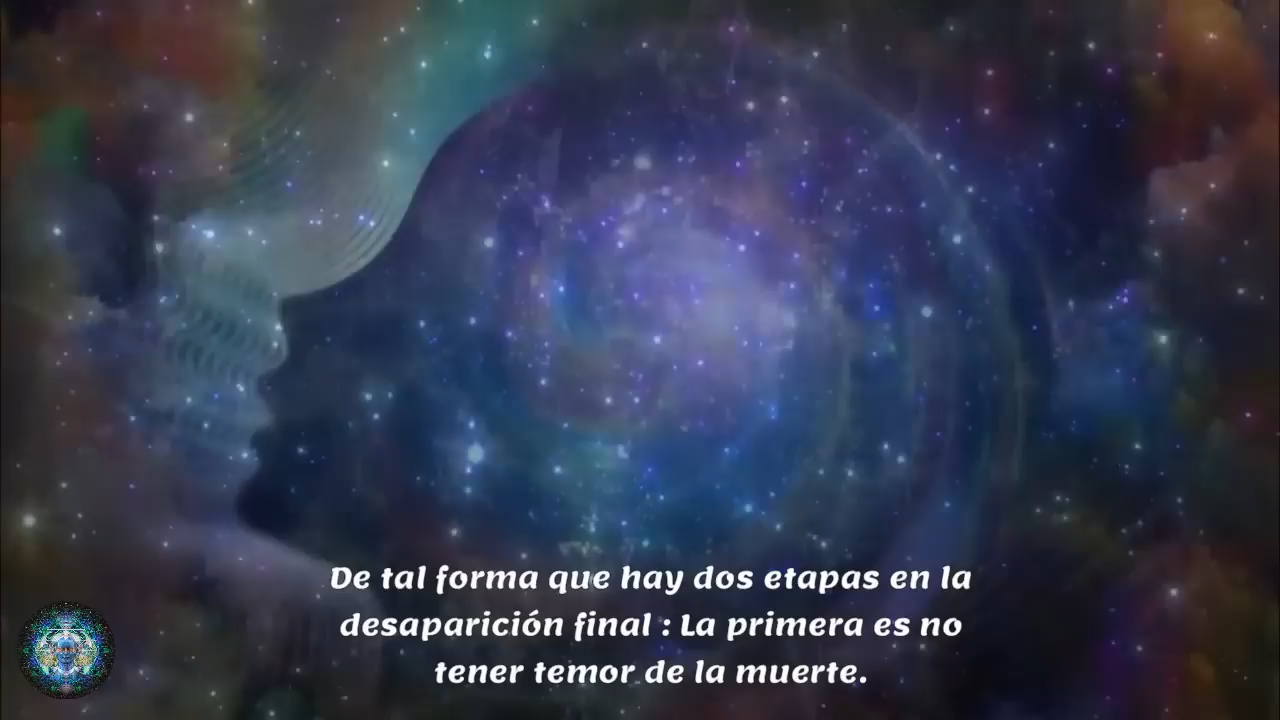 De tal forma que hay dos etapas en la
desaparición final : La primera es no
tener temor de la muerte.